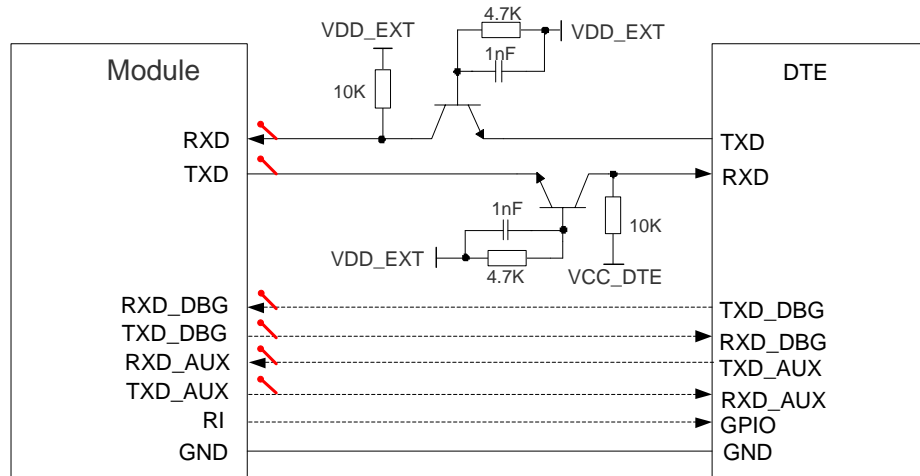 4.7K
VDD_EXT
VDD_EXT
1nF
Module
DTE
10K
RXD
TXD
TXD
RXD
1nF
10K
VDD_EXT
4.7K
VCC_DTE
RXD_DBG
TXD_DBG
TXD_DBG
RXD_DBG
RXD_AUX
TXD_AUX
TXD_AUX
RXD_AUX
RI
GPIO
GND
GND